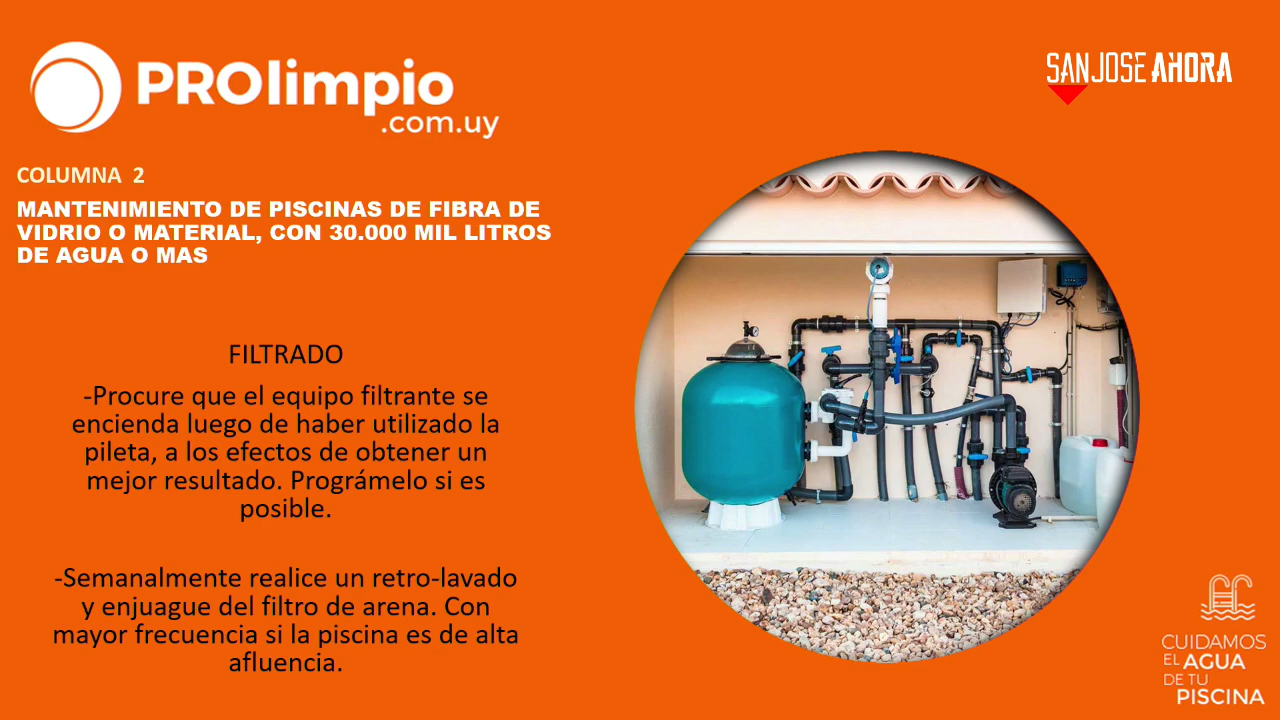 PROlimpio
.com.uy
SAN JOSE AHORA
COLUMNA 2
MANTENIMIENTO DE PISCINAS DE FIBRA DE
VIDRIO O MATERIAL, CON 30.000 MIL LITROS
DE AGUA O MAS
FILTRADO
-Procure que el equipo filtrante se
encienda luego de haber utilizado la
pileta, a los efectos de obtener un
mejor resultado. Prográmelo si es
posible.
-Semanalmente realice un retro-lavado
y enjuague del filtro de arena. Con
mayor frecuencia si la piscina es de alta
afluencia.
CUIDAMOS
EL AGUA
DE TU
PISCINA